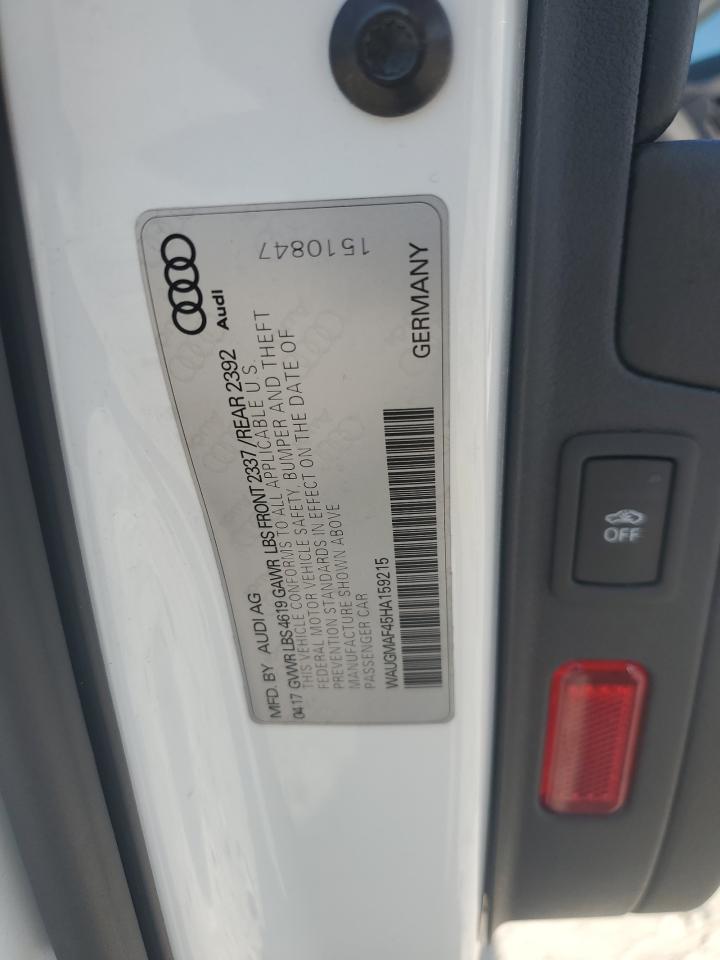 Audi
MFD. BY AUDI AG
0417 GVWR LBS 4619 GAWR LBS FRONT 2337/REAR 2392
THIS VEHICLE CONFORMS TO ALL APPLICABLE U.S.
FEDERAL MOTOR VEHICLE SAFETY, BUMPER AND THEFT
PREVENTION STANDARDS IN EFFECT ON THE DATE OF
MANUFACTURE SHOWN ABOVE
PASSENGER CAR
WAUGMAF45HA159215
1510847
GERMANY
OFF